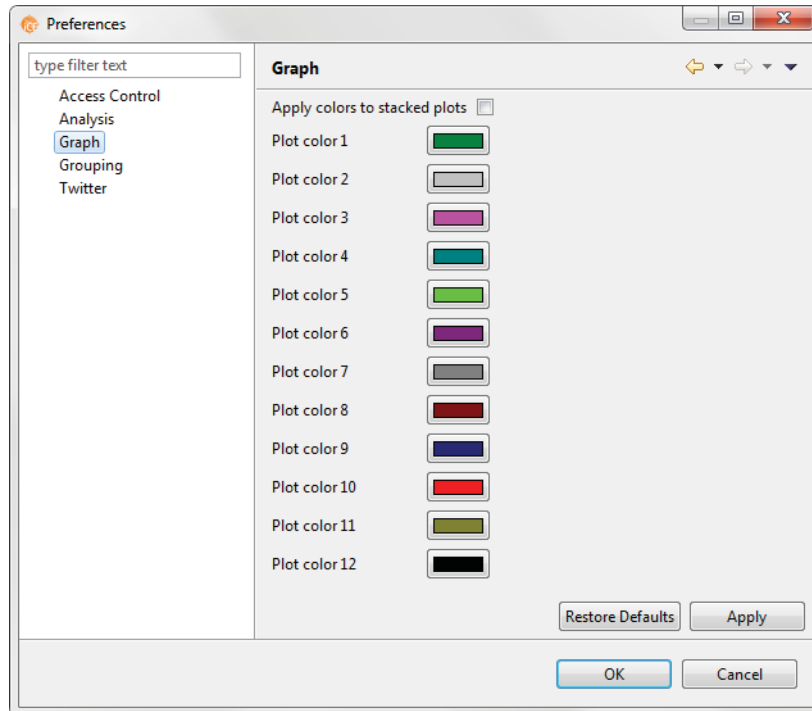 Preferences
type filter text
Access Control
Analysis
Graph
Grouping
Twitter
Graph
Apply colors to stacked plots
Plot color 1
Plot color 2
Plot color 3
Plot color 4
Plot color 5
Plot color 6
Plot color 7
Plot color 8
Plot color 9
Plot color 10
Plot color 11
Plot color 12
Restore Defaults
Apply
OK
Cancel